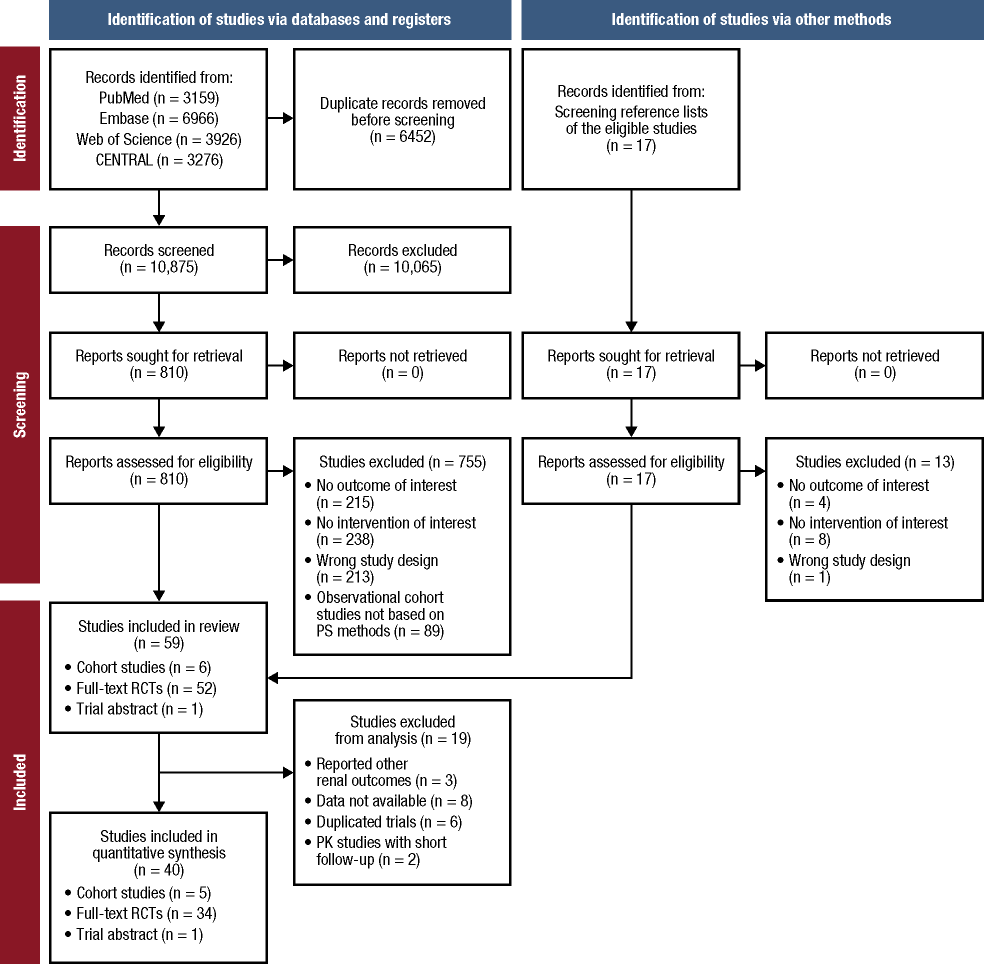 Identification of studies via databases and registers
Identification of studies via other methods
Identification
Records identified from:
PubMed (n = 3159)
Embase (n = 6966)
Web of Science (n = 3926)
CENTRAL (n = 3276)
Duplicate records removed
before screening
(n = 6452)
Records identified from:
Screening reference lists
of the eligible studies
(n = 17)
Screening
Records screened
(n = 10,875)
Records excluded
(n = 10,065)
Reports sought for retrieval
(n = 810)
Reports not retrieved
(n = 0)
Reports sought for retrieval
(n = 17)
Reports not retrieved
(n = 0)
Reports assessed for eligibility
(n = 810)
Studies excluded (n = 755)
• No outcome of interest
(n = 215)
• No intervention of interest
(n = 238)
• Wrong study design
(n = 213)
• Observational cohort
studies not based on
PS methods (n = 89)
Reports assessed for eligibility
(n = 17)
Studies excluded (n = 13)
• No outcome of interest
(n = 4)
• No intervention of interest
(n = 8)
• Wrong study design
(n = 1)
Included
Studies included in review
(n = 59)
• Cohort studies (n = 6)
• Full-text RCTs (n = 52)
• Trial abstract (n = 1)
Studies excluded
from analysis (n = 19)
• Reported other
renal outcomes (n = 3)
• Data not available (n = 8)
• Duplicated trials (n = 6)
• PK studies with short
follow-up (n = 2)
Studies included in
quantitative synthesis
(n = 40)
• Cohort studies (n = 5)
• Full-text RCTs (n = 34)
• Trial abstract (n = 1)